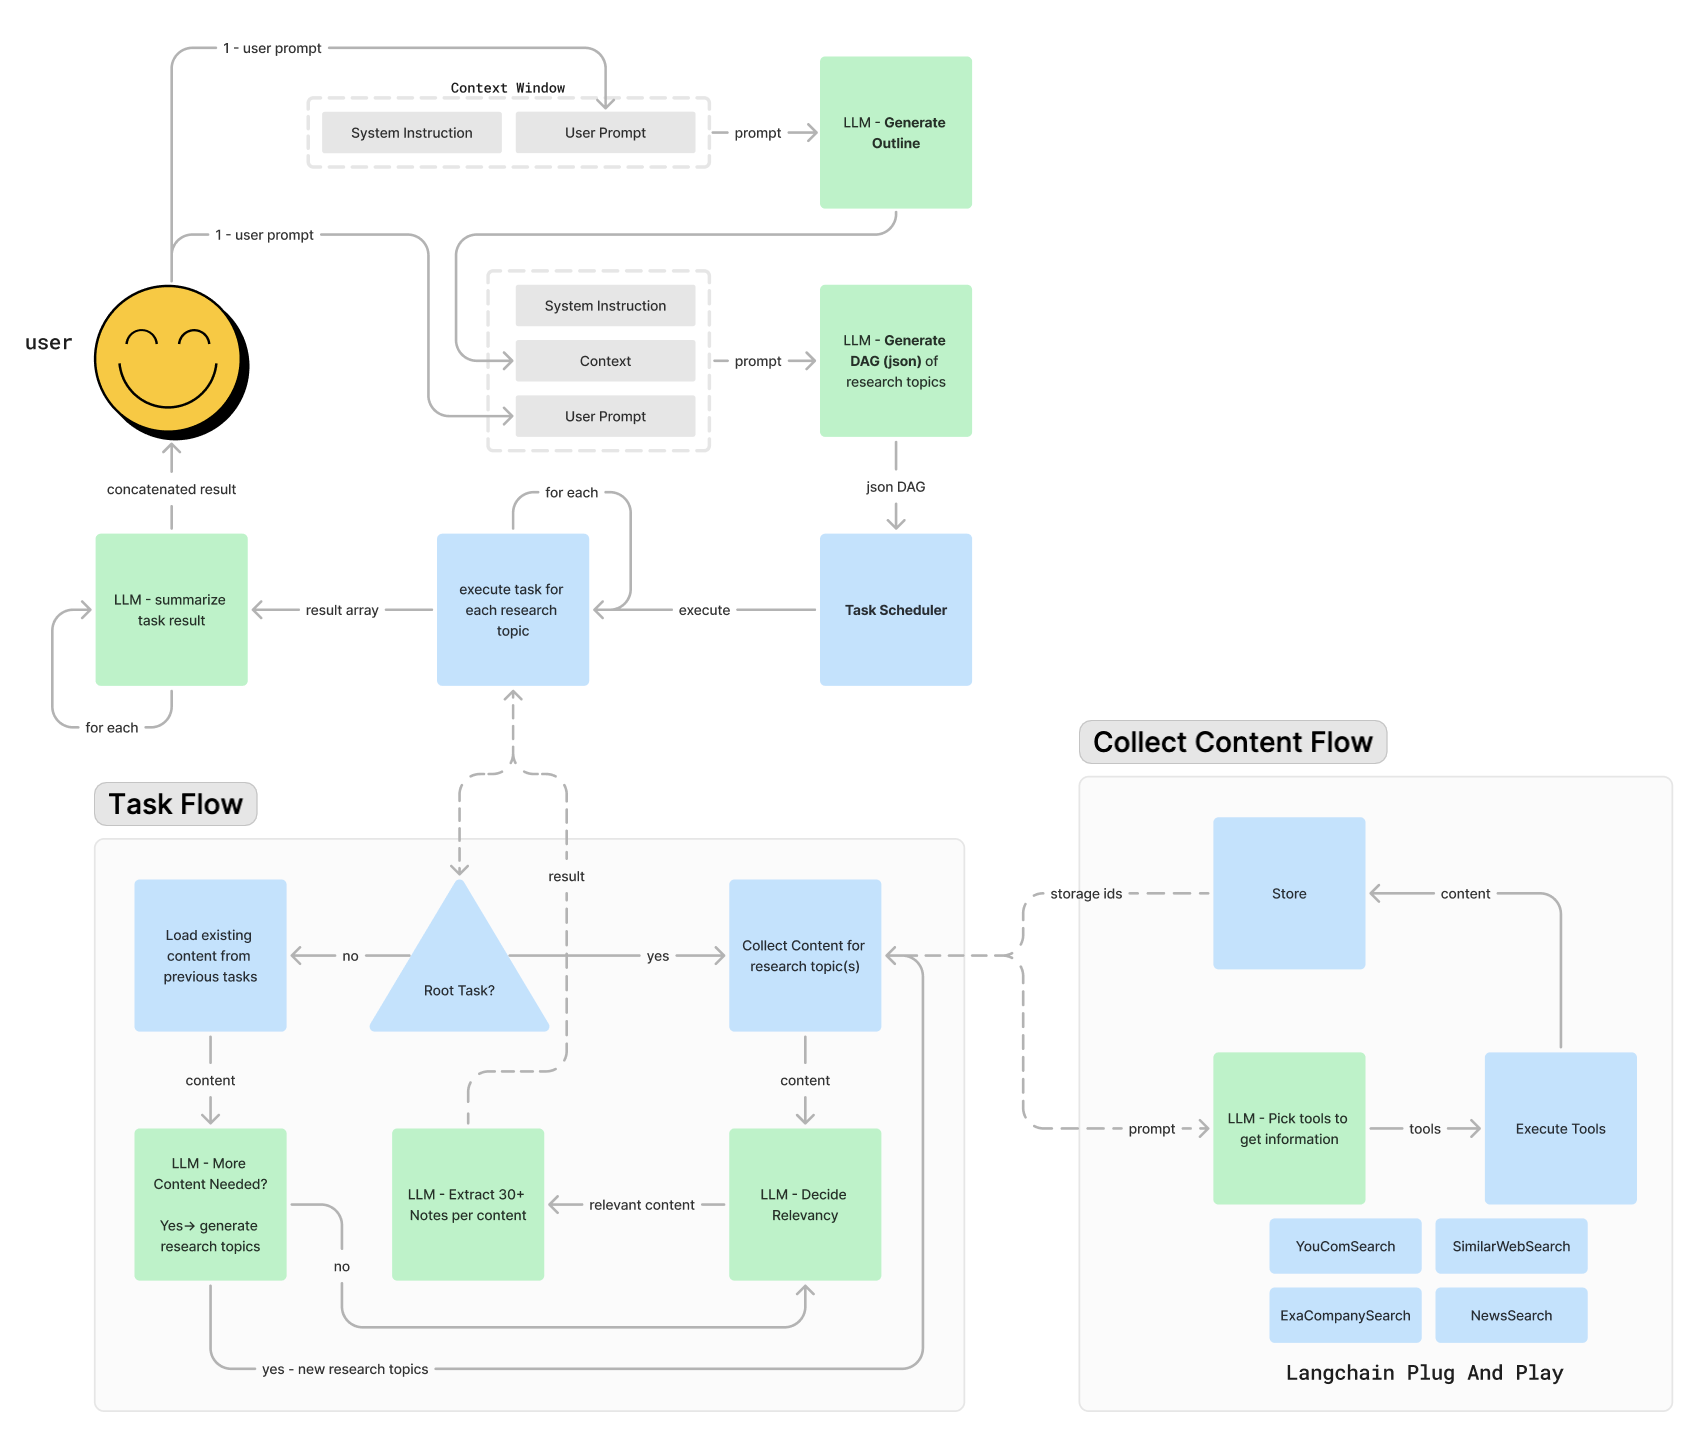 1 - user prompt
Context Window
System Instruction
User Prompt
prompt
LLM - Generate
Outline
1 - user prompt
System Instruction
Context
User Prompt
prompt
LLM - Generate
DAG (json) of
research topics
user
concatenated result
for each
json DAG
LLM - summarize
task result
result array
execute task for
each research
topic
execute
Task Scheduler
for each
Collect Content Flow
Task Flow
result
Load existing
content from
previous tasks
no
Root Task?
yes
Collect Content for
research topic(s)
storage ids
Store
content
content
content
LLM - More
Content Needed?
Yes→ generate
research topics
LLM - Extract 30+
Notes per content
relevant content
LLM - Decide
Relevancy
no
yes - new research topics
prompt
LLM - Pick tools to
get information
tools
Execute Tools
YouComSearch
SimilarWebSearch
ExaCompanySearch
NewsSearch
Langchain Plug And Play